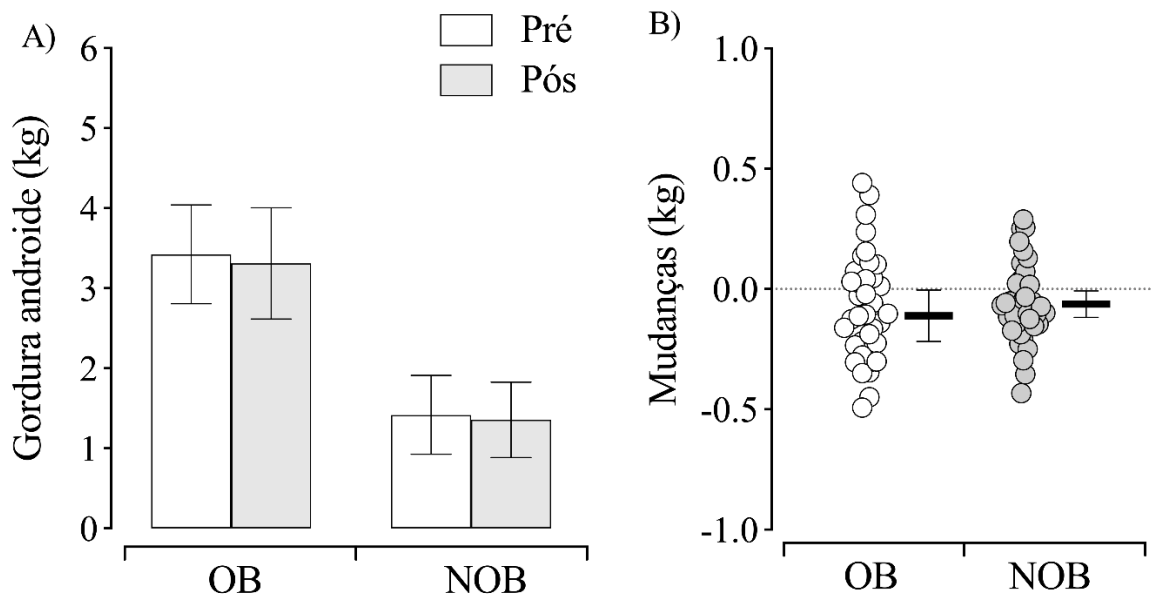 A)
Gordura androide (kg)
6
5
4
3
2
1
0
Pré
Pós
OB NOB
B)
Mudanças (kg)
1.0
0.5
0.0
-0.5
-1.0
OB NOB